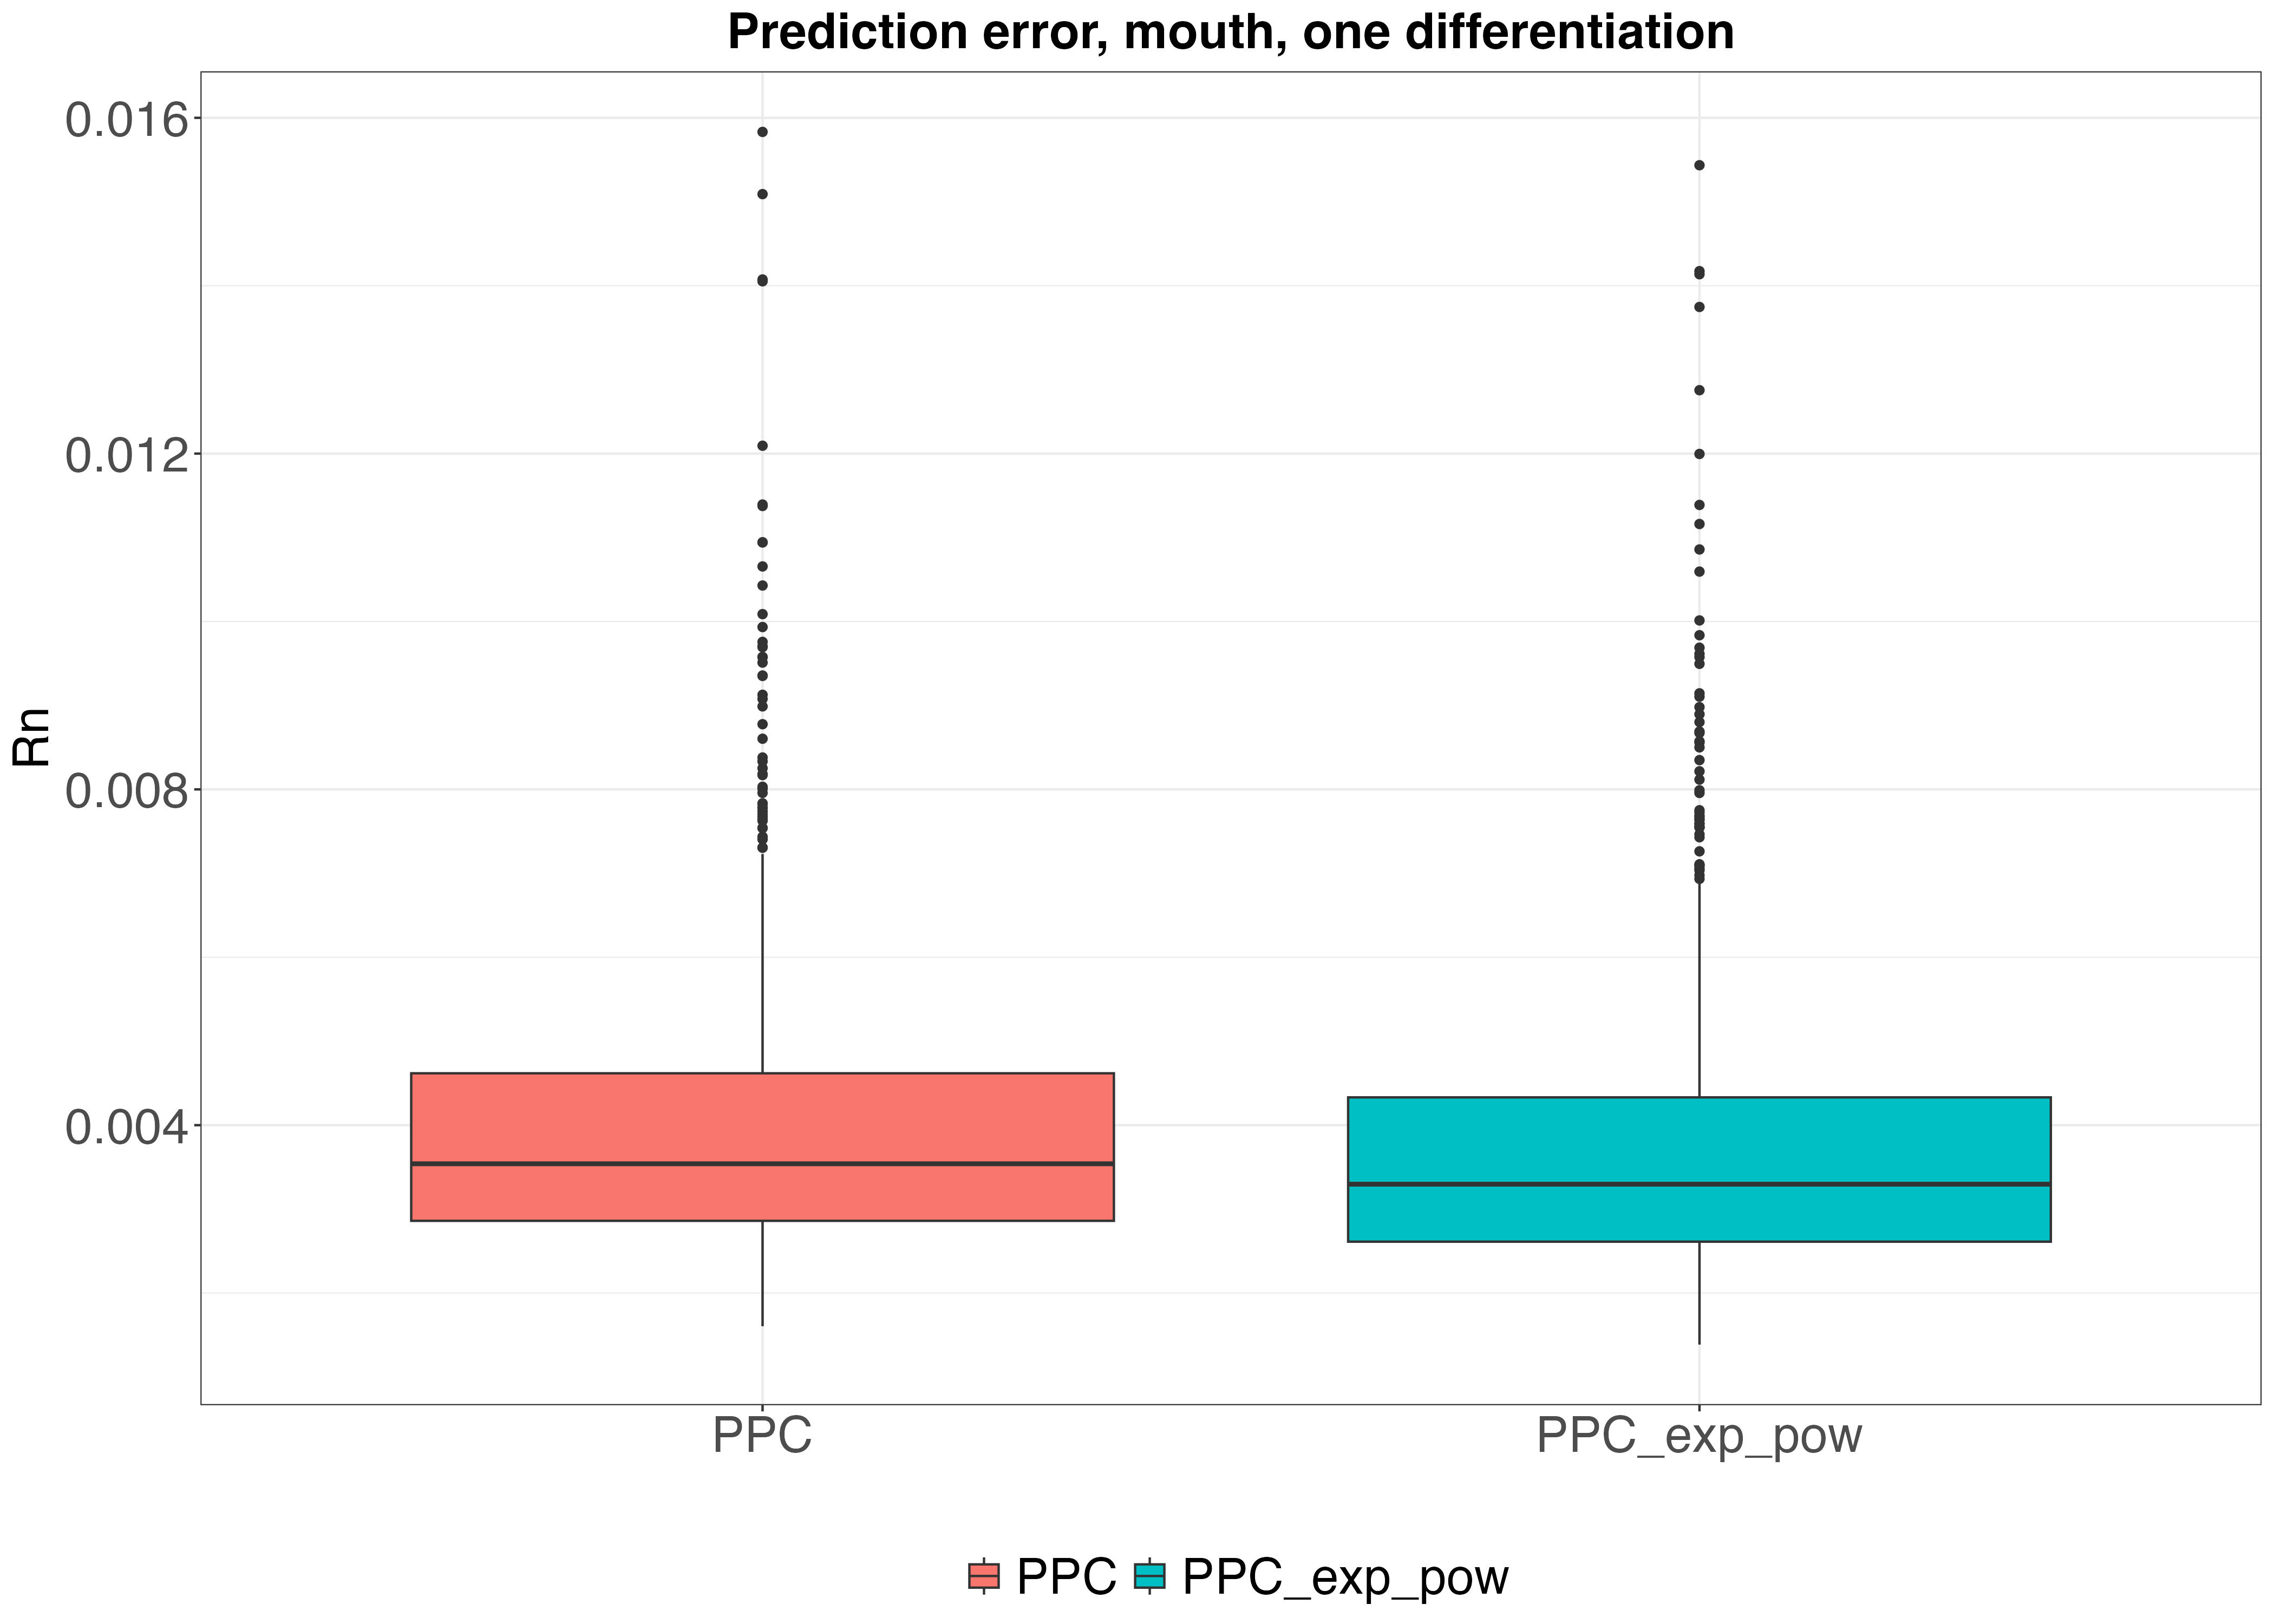 Prediction error, mouth, one differentiation
0.016
0.012
0.008
0.004
Rn
PPC PPC_exp_pow
PPC PPC_exp_pow